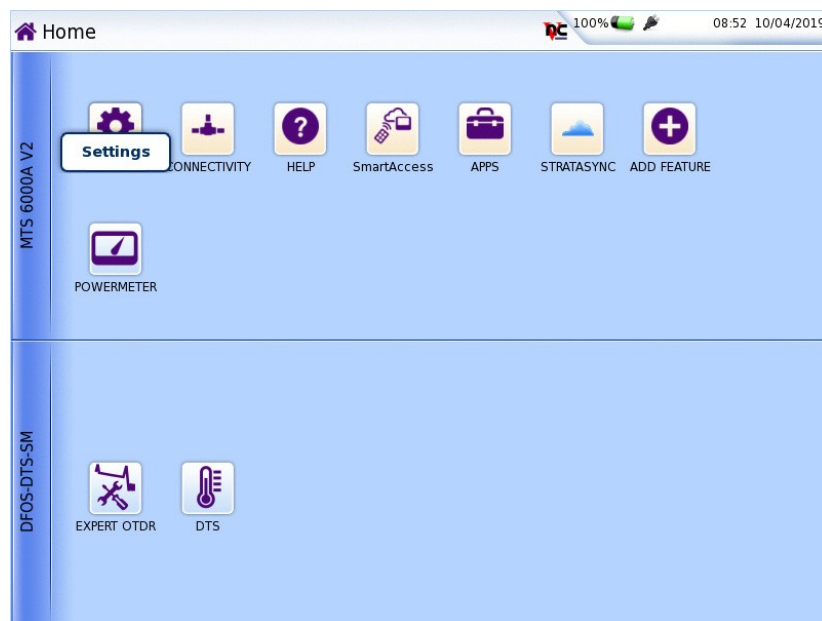 Home
VNC 100% 08:52 10/04/2019
MTS 6000A V2
Settings
CONNECTIVITY
HELP
SmartAccess
APPS
STRATASYNC
ADD FEATURE
POWERMETER
DFOS-DTS-SM
EXPERT OTDR
DTS